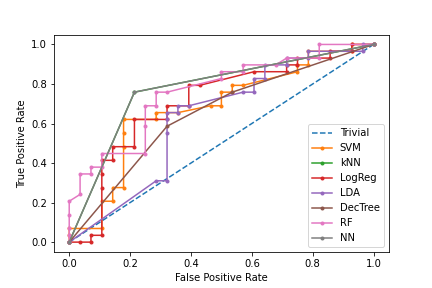 1.0
0.8
0.6
0.4
0.2
0.0
True Positive Rate
Trivial
SVM
kNN
LogReg
LDA
DecTree
RF
NN
0.0 0.2 0.4 0.6 0.8 1.0
False Positive Rate